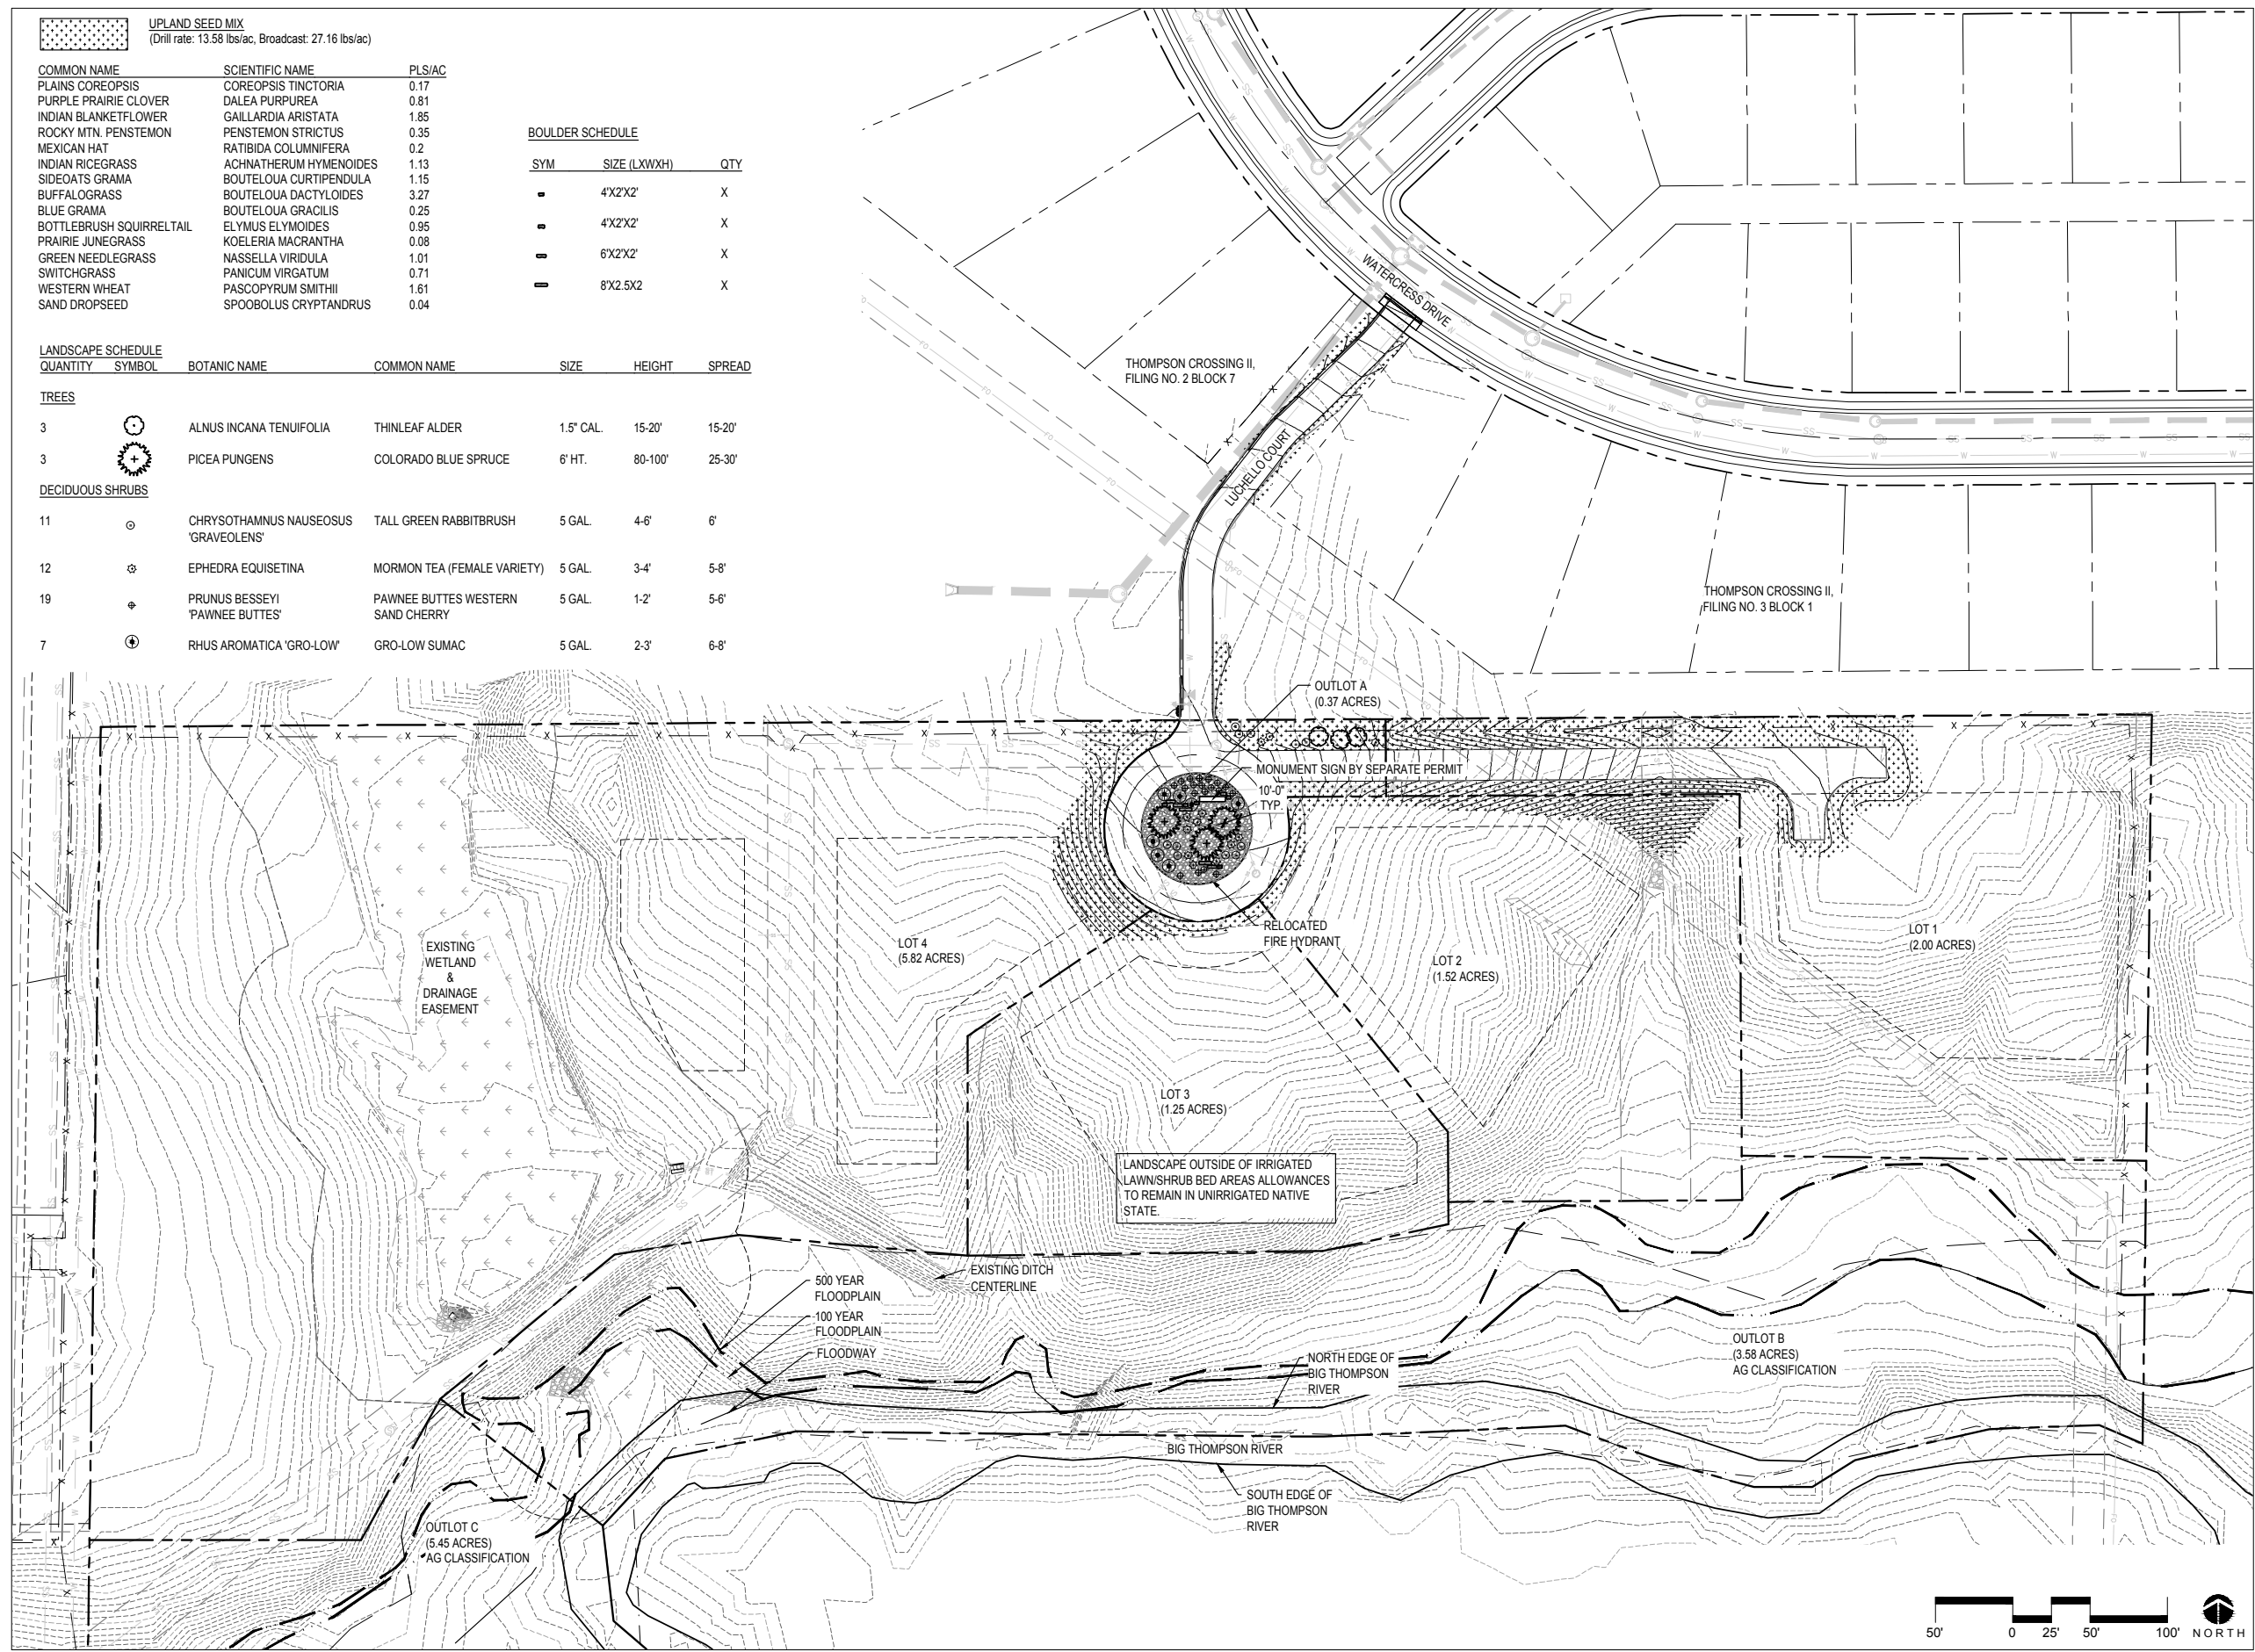 UPLAND SEED MIX
(Drill rate: 13.58 lbs/ac, Broadcast: 27.16 lbs/ac)
COMMON NAME SCIENTIFIC NAME PLS/AC
PLAINS COREOPSIS COREOPSIS TINCTORIA 0.17
PURPLE PRAIRIE CLOVER DALEA PURPUREA 0.81
INDIAN BLANKETFLOWER GAILLARDIA ARISTATA 1.85
ROCKY MTN. PENSTEMON PENSTEMON STRICTUS 0.35
MEXICAN HAT RATIBIDA COLUMNIFERA 0.2
INDIAN RICEGRASS ACHNATHERUM HYMENOIDES 1.13
SIDEOATS GRAMA BOUTELOUA CURTIPENDULA 1.15
BUFFALOGRASS BOUTELOUA DACTYLOIDES 3.27
BLUE GRAMA BOUTELOUA GRACILIS 0.25
BOTTLEBRUSH SQUIRRELTAIL ELYMUS ELYMOIDES 0.95
PRAIRIE JUNEGRASS KOELERIA MACRANTHA 0.08
GREEN NEEDLEGRASS NASSELLA VIRIDULA 1.01
SWITCHGRASS PANICUM VIRGATUM 0.71
WESTERN WHEAT PASCOPYRUM SMITHII 1.61
SAND DROPSEED SPOOBOLUS CRYPTANDRUS 0.04
BOULDER SCHEDULE
SYM SIZE (LXWXH) QTY
4'X2'X2' X
4'X2'X2' X
6'X2'X2' X
8'X2.5X2 X
LANDSCAPE SCHEDULE
QUANTITY SYMBOL BOTANIC NAME COMMON NAME SIZE HEIGHT SPREAD
TREES
3 ALNUS INCANA TENUIFOLIA THINLEAF ALDER 1.5" CAL. 15-20' 15-20'
3 PICEA PUNGENS COLORADO BLUE SPRUCE 6' HT. 80-100' 25-30'
DECIDUOUS SHRUBS
11 CHRYSOTHAMNUS NAUSEOSUS TALL GREEN RABBITBRUSH 5 GAL. 4-6' 6'
'GRAVEOLENS'
12 EPHEDRA EQUISETINA MORMON TEA (FEMALE VARIETY) 5 GAL. 3-4' 5-8'
19 PRUNUS BESSEYI PAWNEE BUTTES WESTERN 5 GAL. 1-2' 5-6'
'PAWNEE BUTTES' SAND CHERRY
7 RHUS AROMATICA 'GRO-LOW' GRO-LOW SUMAC 5 GAL. 2-3' 6-8'
WATERCRESS DRIVE
THOMPSON CROSSING II,
FILING NO. 2 BLOCK 7
LUCHELLO COURT
THOMPSON CROSSING II,
FILING NO. 3 BLOCK 1
OUTLOT A
(0.37 ACRES)
MONUMENT SIGN BY SEPARATE PERMIT
10'-0"
TYP.
RELOCATED
FIRE HYDRANT
EXISTING
WETLAND
&
DRAINAGE
EASEMENT
LOT 4
(5.82 ACRES)
LOT 2
(1.52 ACRES)
LOT 1
(2.00 ACRES)
LOT 3
(1.25 ACRES)
LANDSCAPE OUTSIDE OF IRRIGATED
LAWN/SHRUB BED AREAS ALLOWANCES
TO REMAIN IN UNIRRIGATED NATIVE
STATE.
EXISTING DITCH
CENTERLINE
500 YEAR
FLOODPLAIN
100 YEAR
FLOODPLAIN
FLOODWAY
NORTH EDGE OF
BIG THOMPSON
RIVER
OUTLOT B
(3.58 ACRES)
AG CLASSIFICATION
BIG THOMPSON RIVER
SOUTH EDGE OF
BIG THOMPSON
RIVER
OUTLOT C
(5.45 ACRES)
AG CLASSIFICATION
50' 0 25' 50' 100' NORTH